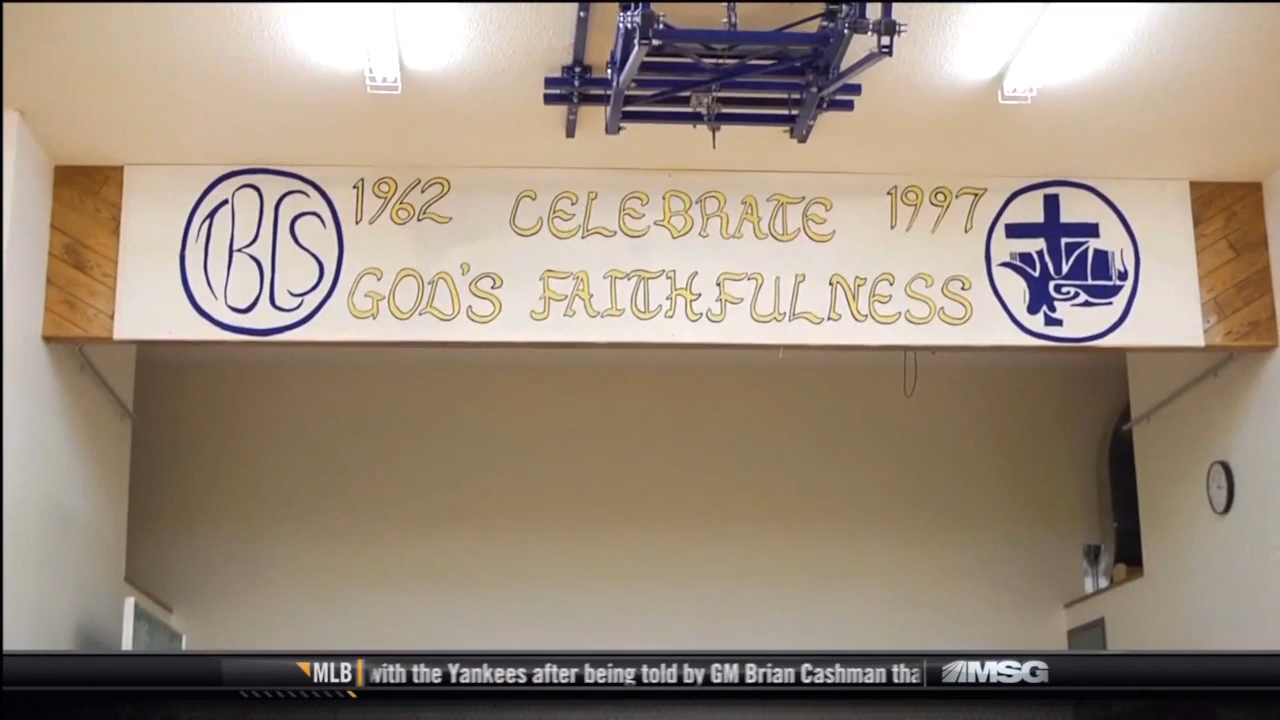 TBCS
1962 CELEBRATE 1997
GOD'S FAITHFULNESS
MLB with the Yankees after being told by GM Brian Cashman tha MSG